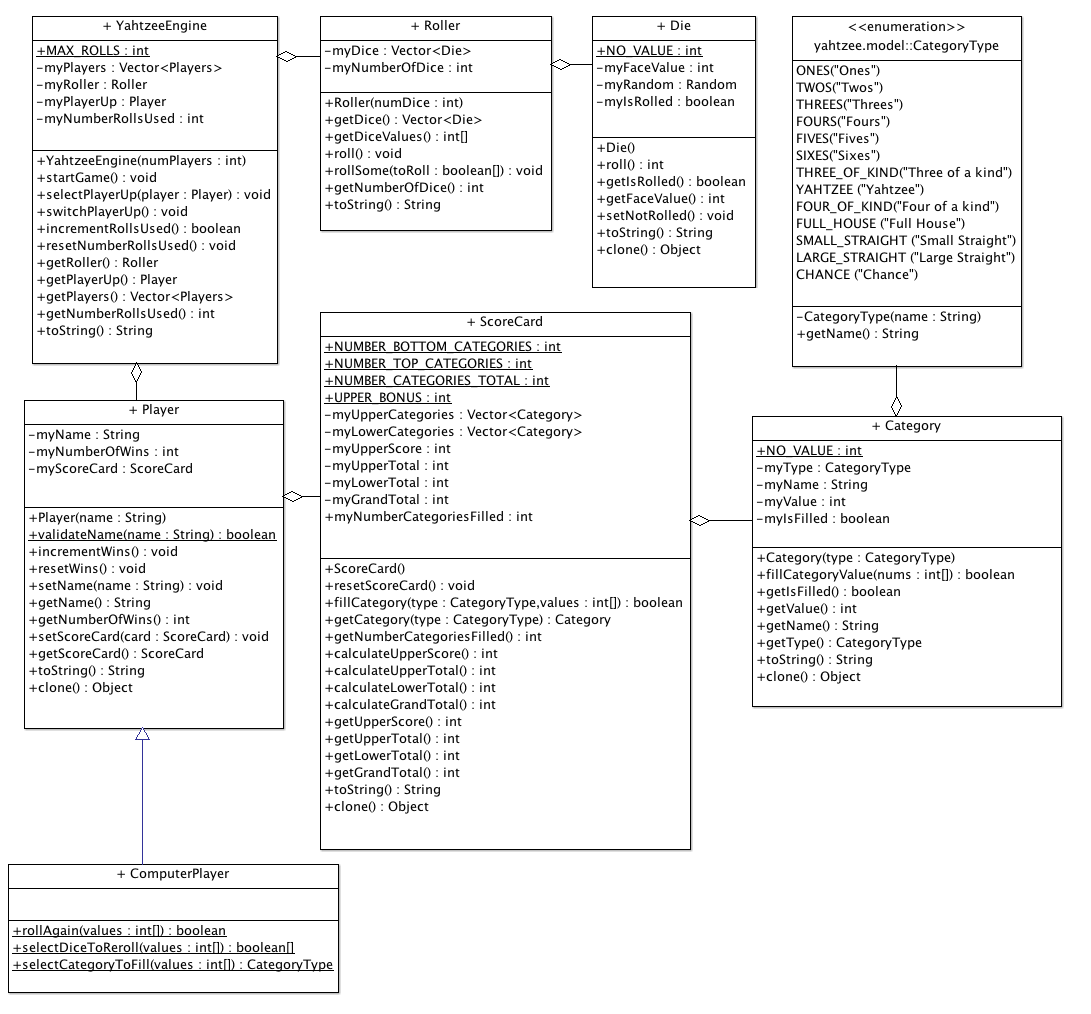 + YahtzeeEngine
+MAX_ROLLS : int
-myPlayers : Vector<Players>
-myRoller : Roller
-myPlayerUp : Player
-myNumberRollsUsed : int
+YahtzeeEngine(numPlayers : int)
+startGame() : void
+selectPlayerUp(player : Player) : void
+switchPlayerUp() : void
+incrementRollsUsed() : boolean
+resetNumberRollsUsed() : void
+getRoller() : Roller
+getPlayerUp() : Player
+getPlayers() : Vector<Players>
+getNumberRollsUsed() : int
+toString() : String
+ Roller
-myDice : Vector<Die>
-myNumberOfDice : int
+Roller(numDice : int)
+getDice() : Vector<Die>
+getDiceValues() : int[]
+roll() : void
+rollSome(toRoll : boolean[]) : void
+getNumberOfDice() : int
+toString() : String
+ Die
+NO_VALUE : int
-myFaceValue : int
-myRandom : Random
-myIsRolled : boolean
+Die()
+roll() : int
+getIsRolled() : boolean
+getFaceValue() : int
+setNotRolled() : void
+toString() : String
+clone() : Object
<<enumeration>>
yahtzee.model::CategoryType
ONES("Ones")
TWOS("Twos")
THREES("Threes")
FOURS("Fours")
FIVES("Fives")
SIXES("Sixes")
THREE_OF_KIND("Three of a kind")
YAHTZEE ("Yahtzee")
FOUR_OF_KIND("Four of a kind")
FULL_HOUSE ("Full House")
SMALL_STRAIGHT ("Small Straight")
LARGE_STRAIGHT ("Large Straight")
CHANCE ("Chance")
-CategoryType(name : String)
+getName() : String
+ Player
-myName : String
-myNumberOfWins : int
-myScoreCard : ScoreCard
+Player(name : String)
+validateName(name : String) : boolean
+incrementWins() : void
+resetWins() : void
+setName(name : String) : void
+getName() : String
+getNumberOfWins() : int
+setScoreCard(card : ScoreCard) : void
+getScoreCard() : ScoreCard
+toString() : String
+clone() : Object
+ ScoreCard
+NUMBER_BOTTOM_CATEGORIES : int
+NUMBER_TOP_CATEGORIES : int
+NUMBER_CATEGORIES_TOTAL : int
+UPPER_BONUS : int
-myUpperCategories : Vector<Category>
-myLowerCategories : Vector<Category>
-myUpperScore : int
-myUpperTotal : int
-myLowerTotal : int
-myGrandTotal : int
+myNumberCategoriesFilled : int
+ScoreCard()
+resetScoreCard() : void
+fillCategory(type : CategoryType,values : int[]) : boolean
+getCategory(type : CategoryType) : Category
+getNumberCategoriesFilled() : int
+calculateUpperScore() : int
+calculateUpperTotal() : int
+calculateLowerTotal() : int
+calculateGrandTotal() : int
+getUpperScore() : int
+getUpperTotal() : int
+getLowerTotal() : int
+getGrandTotal() : int
+toString() : String
+clone() : Object
+ Category
+NO_VALUE : int
-myType : CategoryType
-myName : String
-myValue : int
-myIsFilled : boolean
+Category(type : CategoryType)
+fillCategoryValue(nums : int[]) : boolean
+getIsFilled() : boolean
+getValue() : int
+getName() : String
+getType() : CategoryType
+toString() : String
+clone() : Object
+ ComputerPlayer
+rollAgain(values : int[]) : boolean
+selectDiceToReroll(values : int[]) : boolean[]
+selectCategoryToFill(values : int[]) : CategoryType